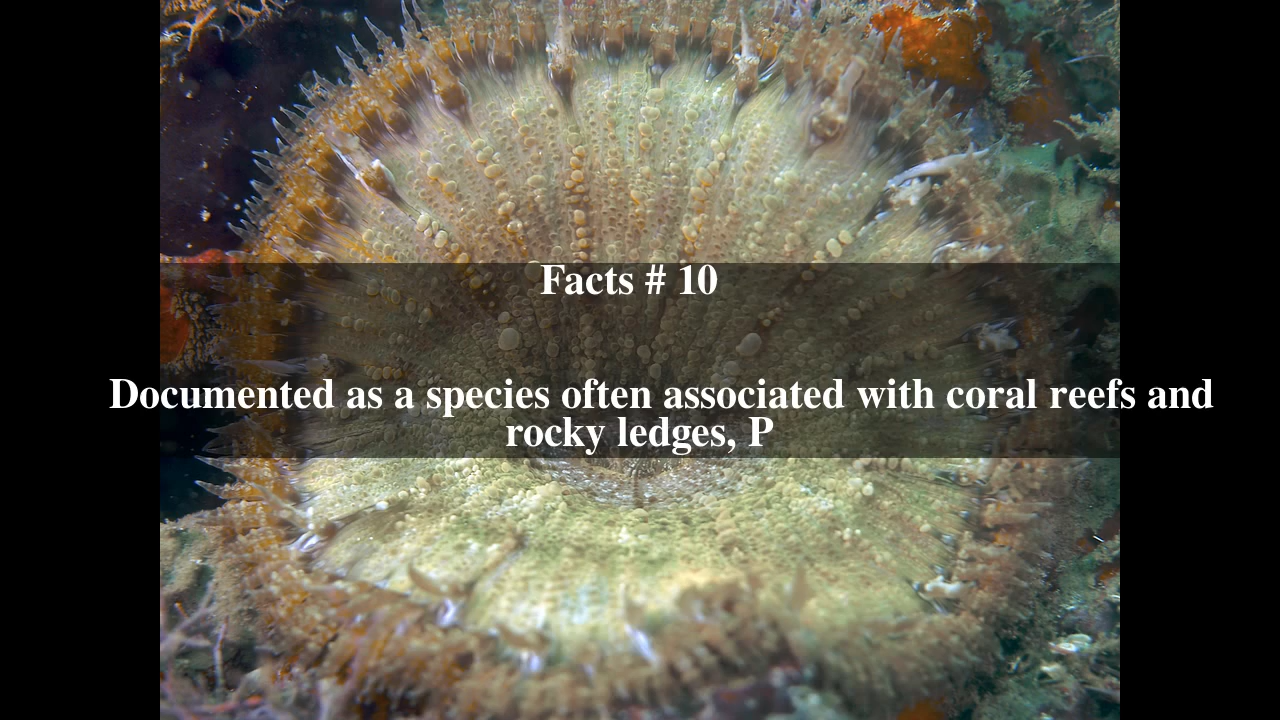 Facts # 10
Documented as a species often associated with coral reefs and
rocky ledges, P